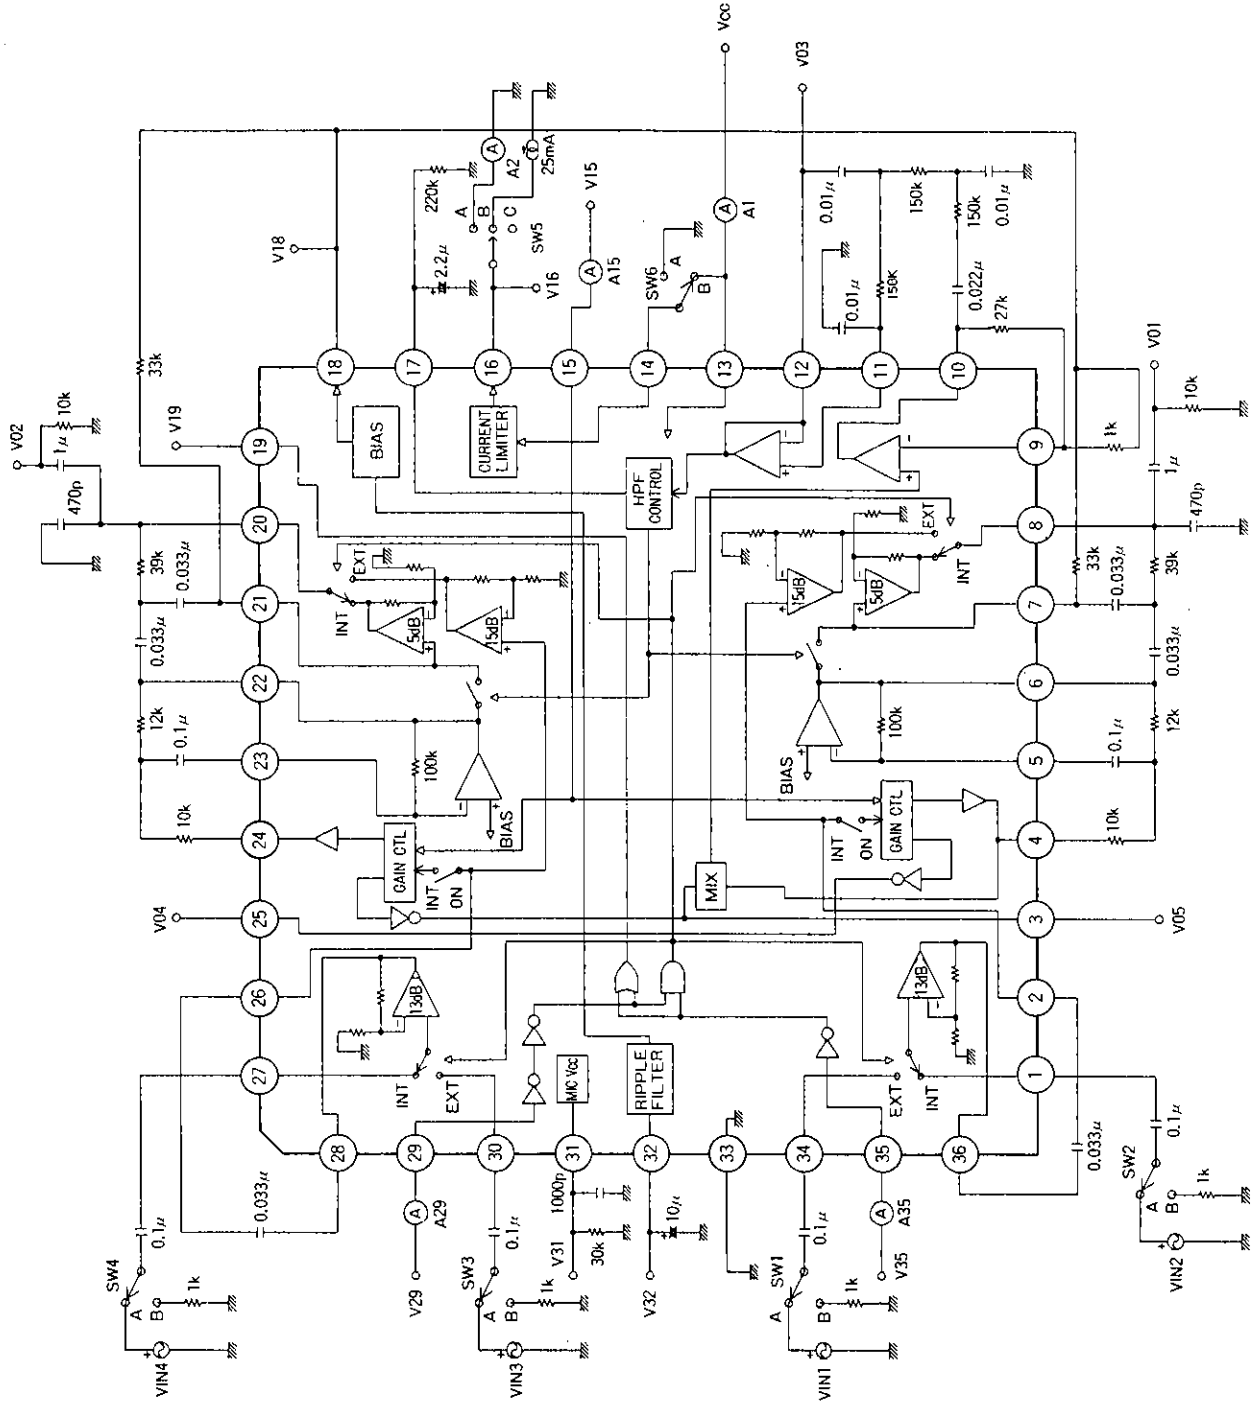 VIN4
SW4
A
B
1k
0.1μ
0.033μ
V29
A
A29
VIN3
SW3
A
B
1k
0.1μ
V31
1000p
30k
V32
10μ
VIN1
SW1
A
B
1k
0.1μ
V35
A
A35
VIN2
SW2
A
B
1k
0.1μ
0.033μ
28
29
30
31
32
33
34
35
36
27
26
25
24
23
22
21
20
19
1
2
3
4
5
6
7
8
9
18
17
16
15
14
13
12
11
10
INT
EXT
13dB
MIC Vcc
RIPPLE FILTER
EXT
INT
13dB
V04
V05
GAIN CTL
INT
ON
MIX
INT
ON
GAIN CTL
10k
0.1μ
12k
0.033μ
0.033μ
39k
470p
1μ
10k
V02
V19
33k
100k
BIAS
BIAS
100k
INT
EXT
5dB
15dB
15dB
5dB
EXT
INT
HPF CONTROL
BIAS
CURRENT LIMITER
10k
0.1μ
12k
0.033μ
0.033μ
39k
33k
470p
1μ
10k
V01
1k
V18
2.2μ
220k
A
B
C
SW5
V16
A
A2
25mA
A
A15
V15
SW6
A
B
A
A1
Vcc
V03
0.01μ
0.01μ
150K
150k
150k
0.01μ
0.022μ
27k